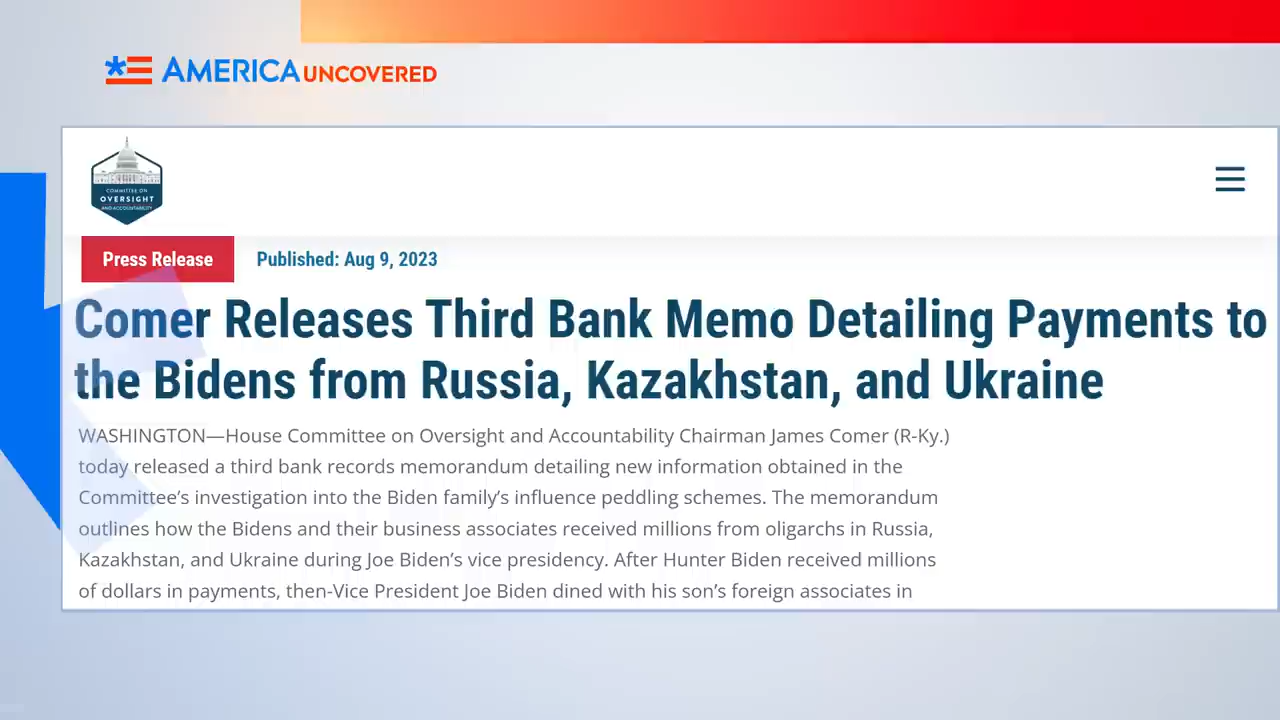 AMERICA UNCOVERED
COMMITTEE ON
OVERSIGHT
AND ACCOUNTABILITY
Press Release Published: Aug 9, 2023
Comer Releases Third Bank Memo Detailing Payments to
the Bidens from Russia, Kazakhstan, and Ukraine
WASHINGTON—House Committee on Oversight and Accountability Chairman James Comer (R-Ky.)
today released a third bank records memorandum detailing new information obtained in the
Committee’s investigation into the Biden family’s influence peddling schemes. The memorandum
outlines how the Bidens and their business associates received millions from oligarchs in Russia,
Kazakhstan, and Ukraine during Joe Biden’s vice presidency. After Hunter Biden received millions
of dollars in payments, then-Vice President Joe Biden dined with his son’s foreign associates in